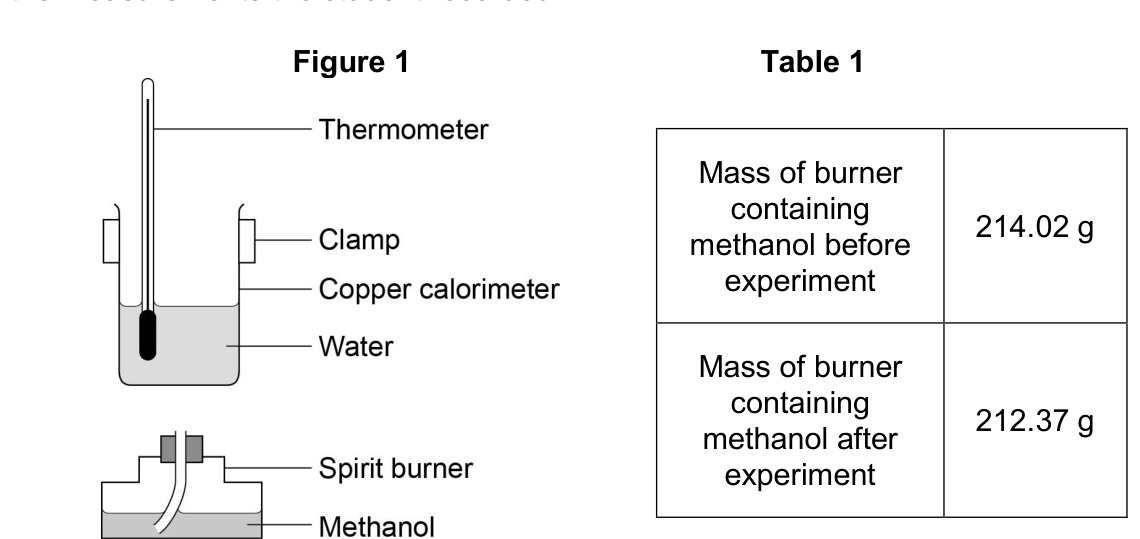 Figure 1
Thermometer
Clamp
Copper calorimeter
Water
Spirit burner
Methanol
Table 1
Mass of burner
containing
methanol before
experiment
214.02 g
Mass of burner
containing
methanol after
experiment
212.37 g